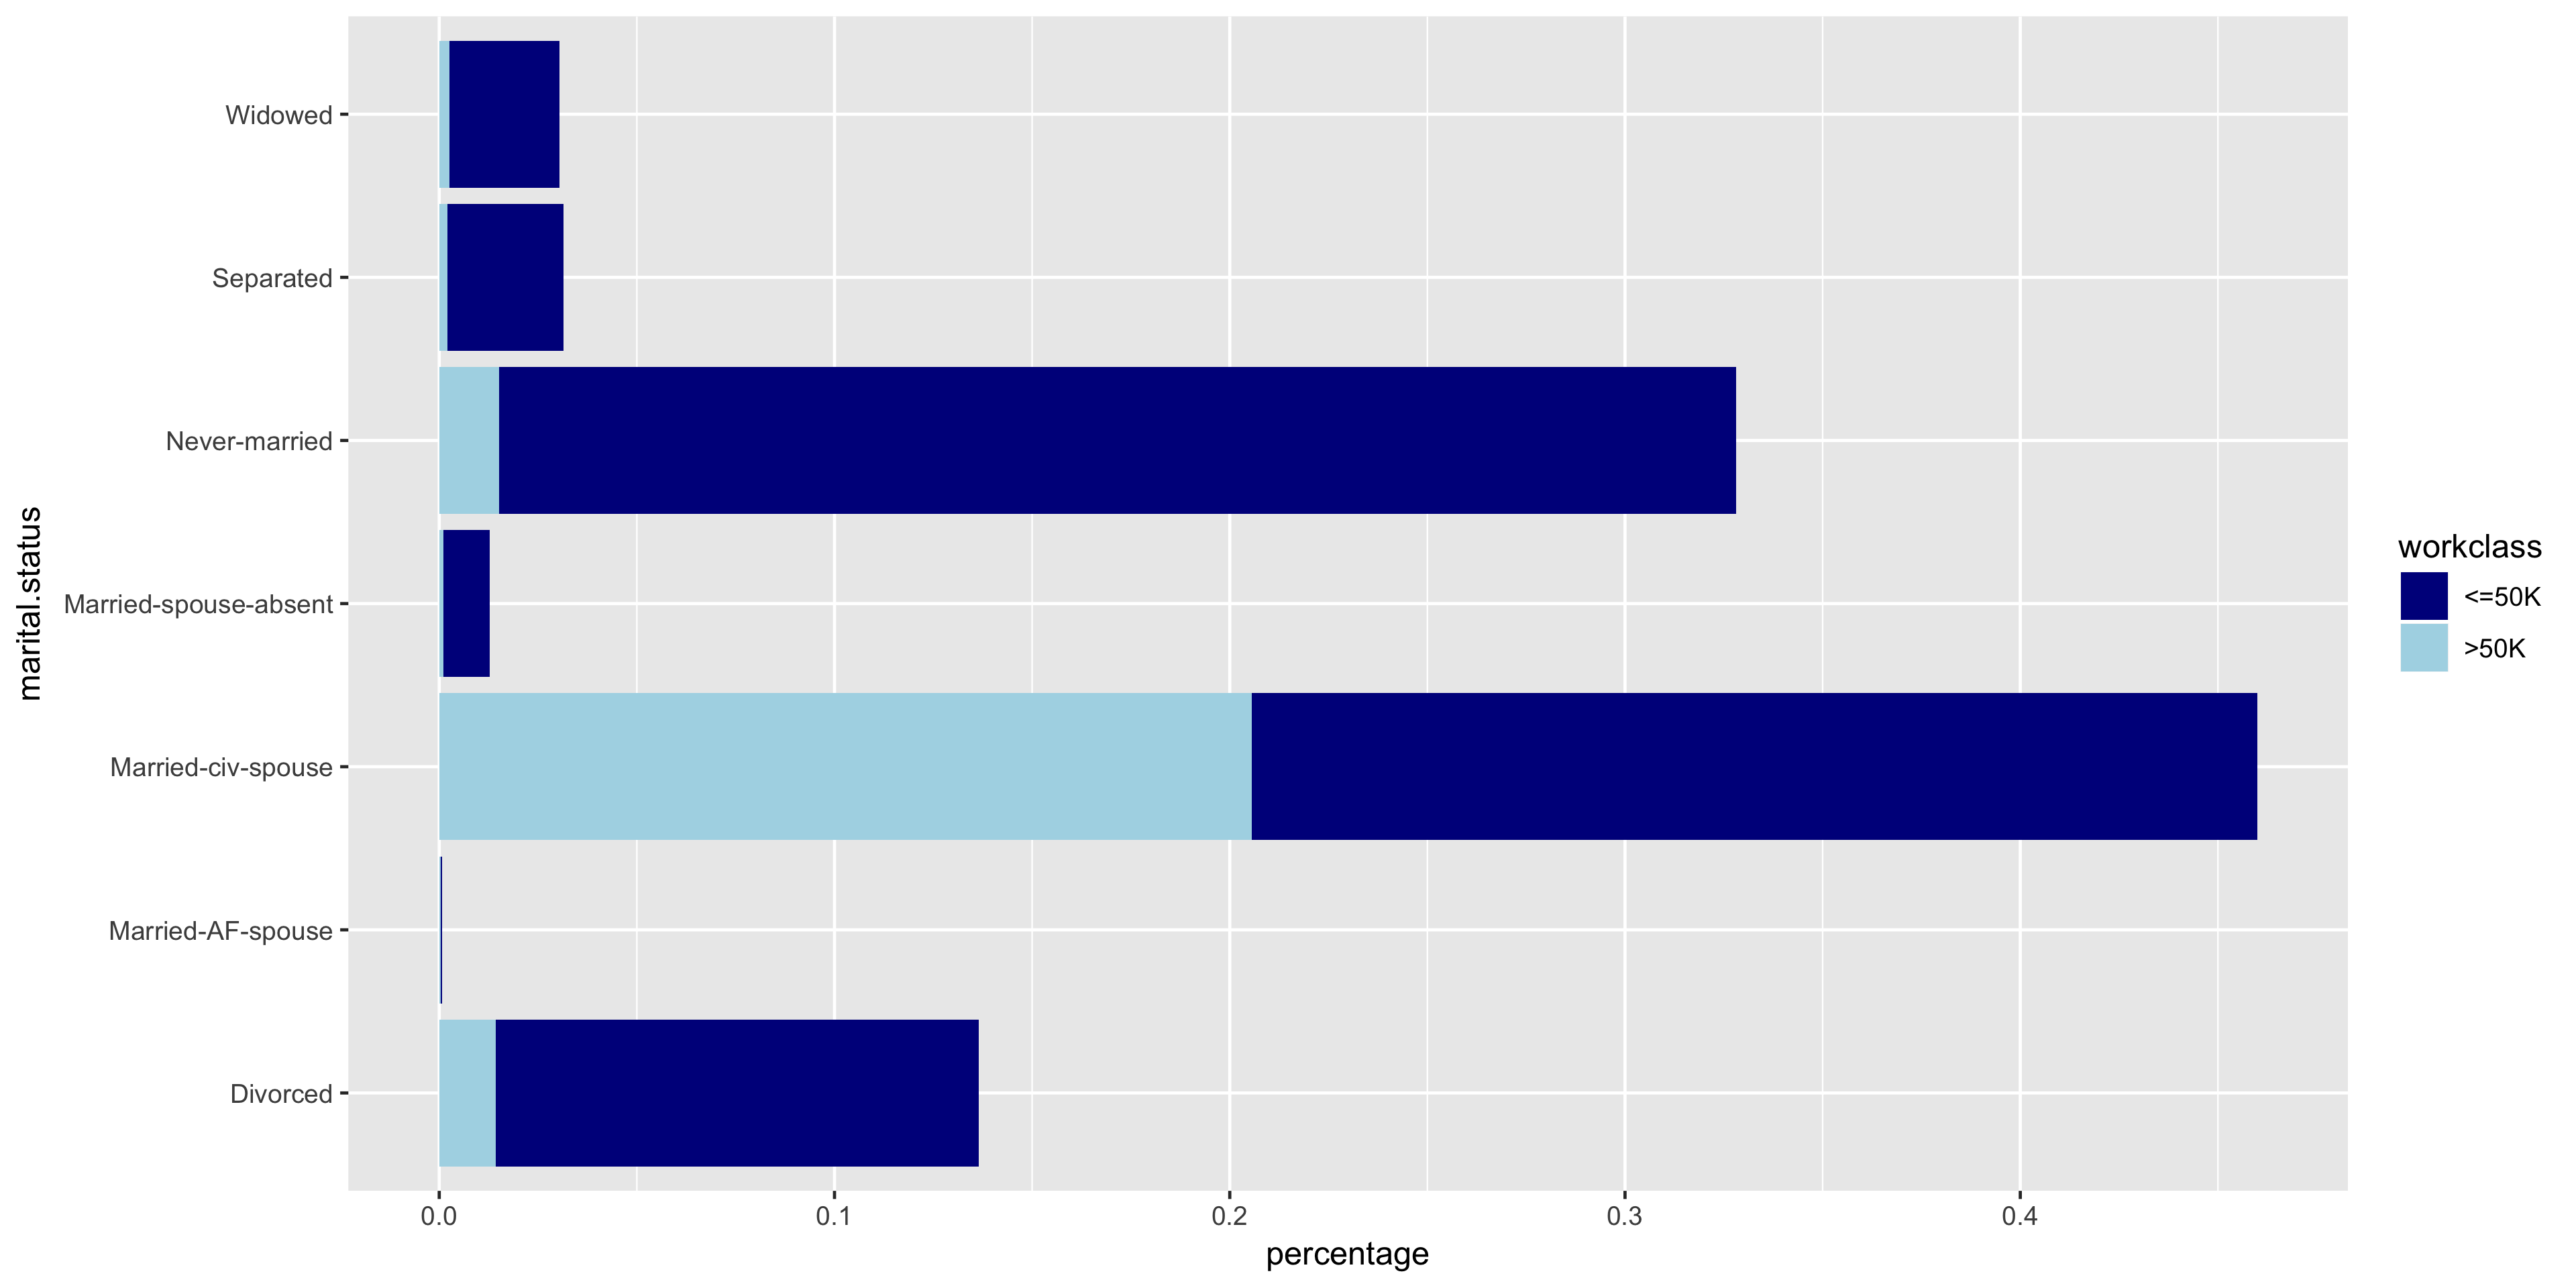 Widowed
Separated
Never-married
Married-spouse-absent
Married-civ-spouse
Married-AF-spouse
Divorced
marital.status
0.0 0.1 0.2 0.3 0.4
percentage
workclass
<=50K
>50K